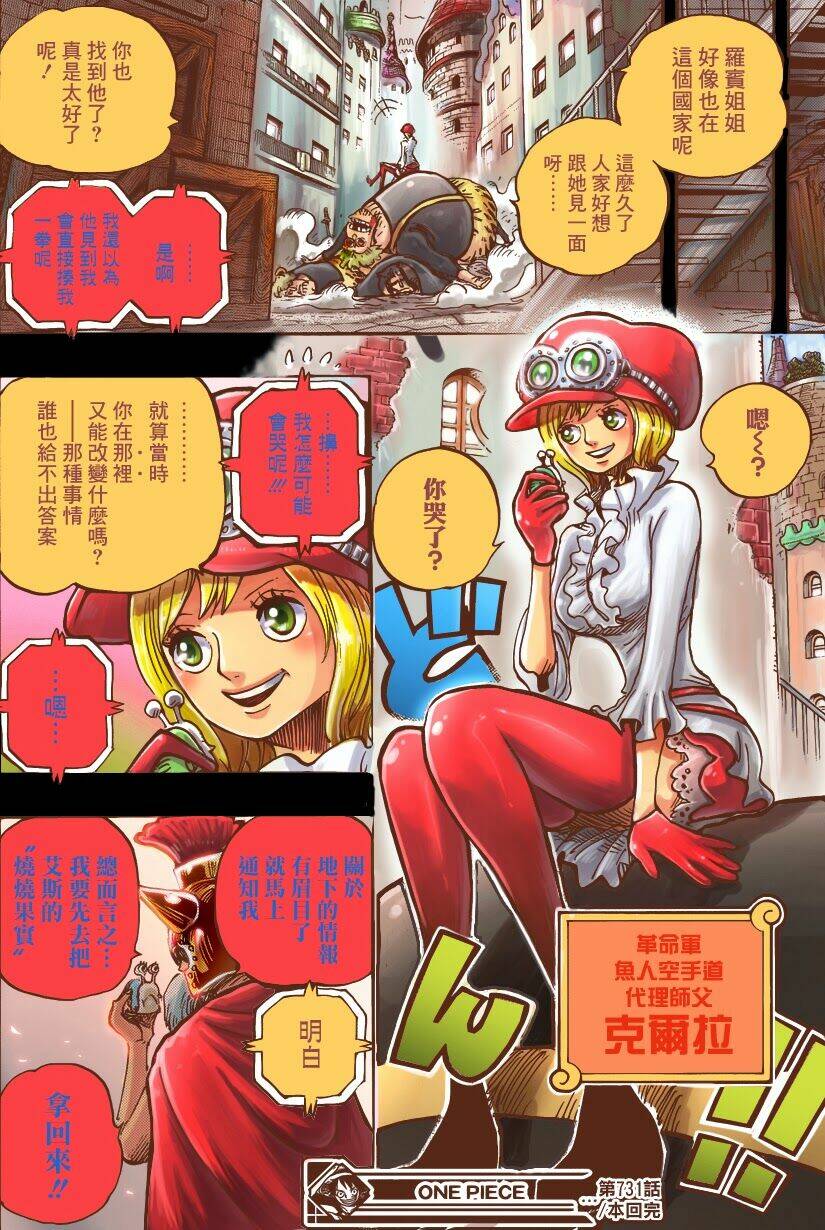 羅賓姐姐
好像也在
這個國家
呢
這麼久了
人家好想
跟她見一面
呀……
你也
找到他了?
真是太好了
呢!
……
是啊
我還以為
他見到我
會直接揍我
一拳呢
嗯~?
你哭了?
ドン!!
…擤…
我怎麼可能
會哭呢!!!
…………
就算當時
你在那裡
又能改變什麼嗎?
——那種事情
誰也給不出答案
…嗯…
革命軍
魚人空手道
代理師父
克爾拉
關於
地下的情報
有眉目了
就馬上
通知我
明白
總而言之…
我要先去把
艾斯的
"燒燒果實"
拿回來!!
ONE PIECE
第731話
…/本回完